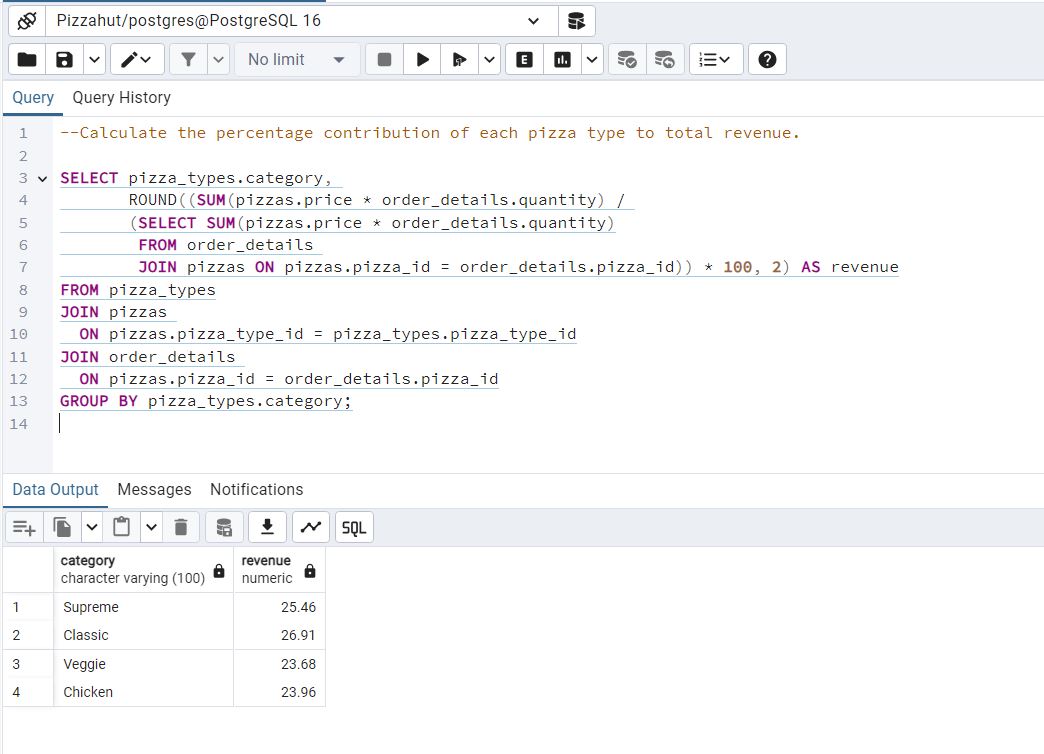 Pizzahut/postgres@PostgreSQL 16
No limit
E
Query Query History
1 --Calculate the percentage contribution of each pizza type to total revenue.
2
3 SELECT pizza_types.category,
4 ROUND((SUM(pizzas.price * order_details.quantity) /
5 (SELECT SUM(pizzas.price * order_details.quantity)
6 FROM order_details
7 JOIN pizzas ON pizzas.pizza_id = order_details.pizza_id)) * 100, 2) AS revenue
8 FROM pizza_types
9 JOIN pizzas
10 ON pizzas.pizza_type_id = pizza_types.pizza_type_id
11 JOIN order_details
12 ON pizzas.pizza_id = order_details.pizza_id
13 GROUP BY pizza_types.category;
14
Data Output Messages Notifications
SQL
category revenue
character varying (100) numeric
1 Supreme 25.46
2 Classic 26.91
3 Veggie 23.68
4 Chicken 23.96